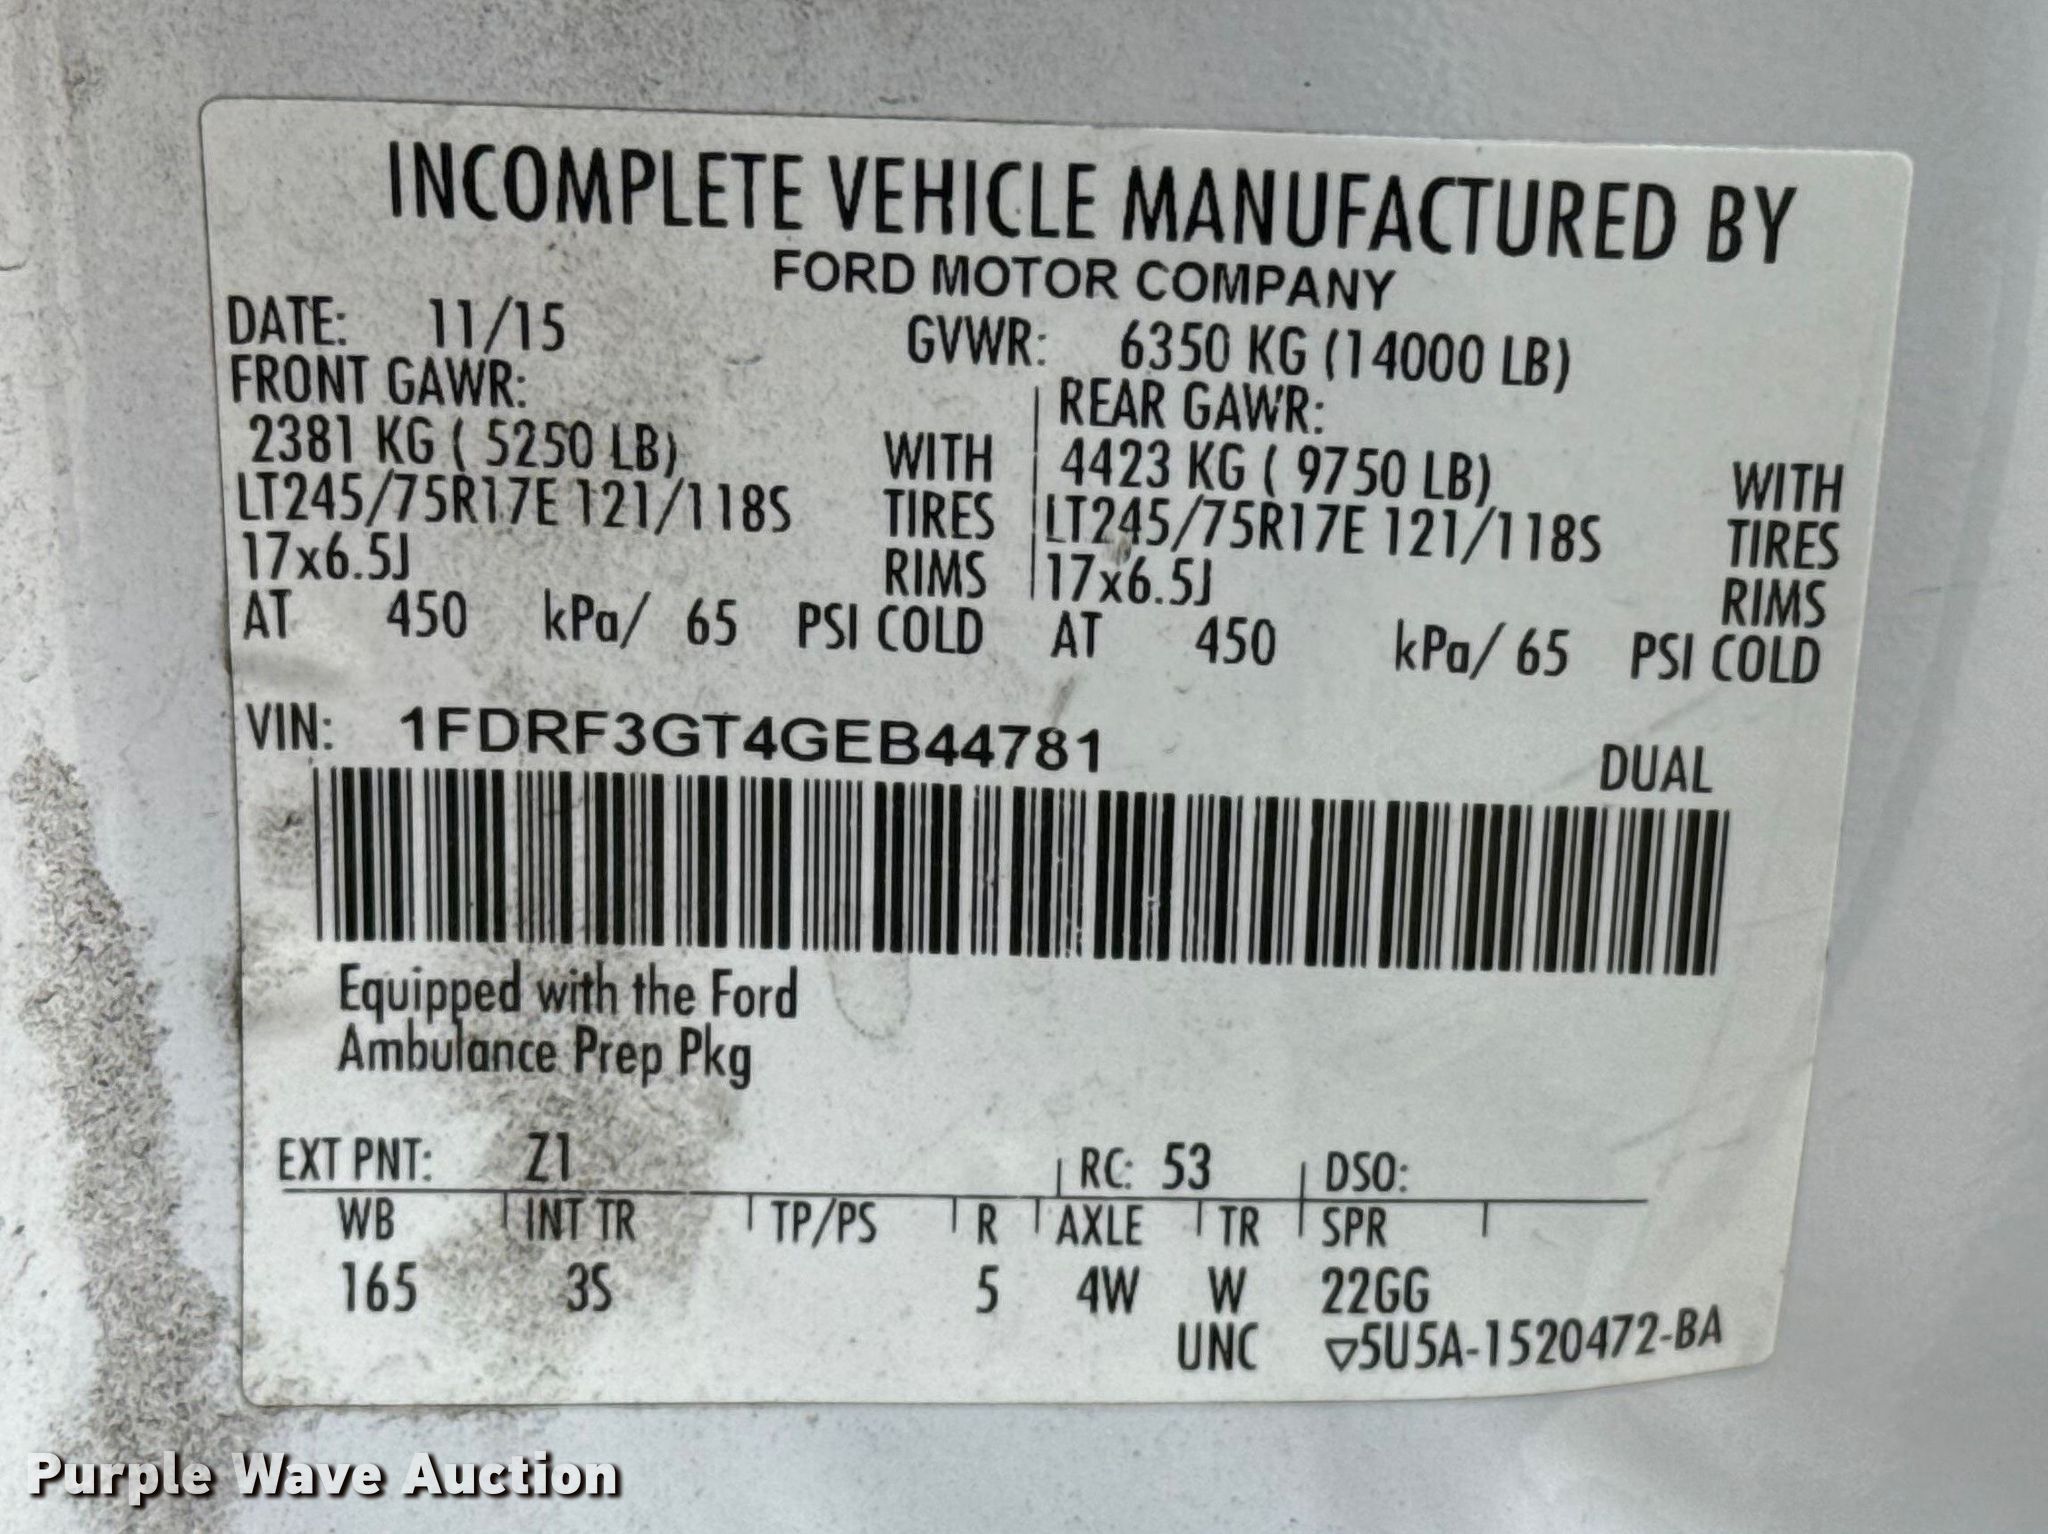 INCOMPLETE VEHICLE MANUFACTURED BY
FORD MOTOR COMPANY
DATE: 11/15 GVWR: 6350 KG (14000 LB)
FRONT GAWR: REAR GAWR:
2381 KG ( 5250 LB) WITH 4423 KG ( 9750 LB) WITH
LT245/75R17E 121/118S TIRES LT245/75R17E 121/118S TIRES
17x6.5J RIMS 17x6.5J RIMS
AT 450 kPa/ 65 PSI COLD AT 450 kPa/ 65 PSI COLD
VIN: 1FDRF3GT4GEB44781 DUAL
Equipped with the Ford
Ambulance Prep Pkg
EXT PNT: Z1 RC: 53 DSO:
WB INT TR TP/PS R AXLE TR SPR
165 3S 5 4W W 22GG
UNC ▽5U5A-1520472-BA
Purple Wave Auction